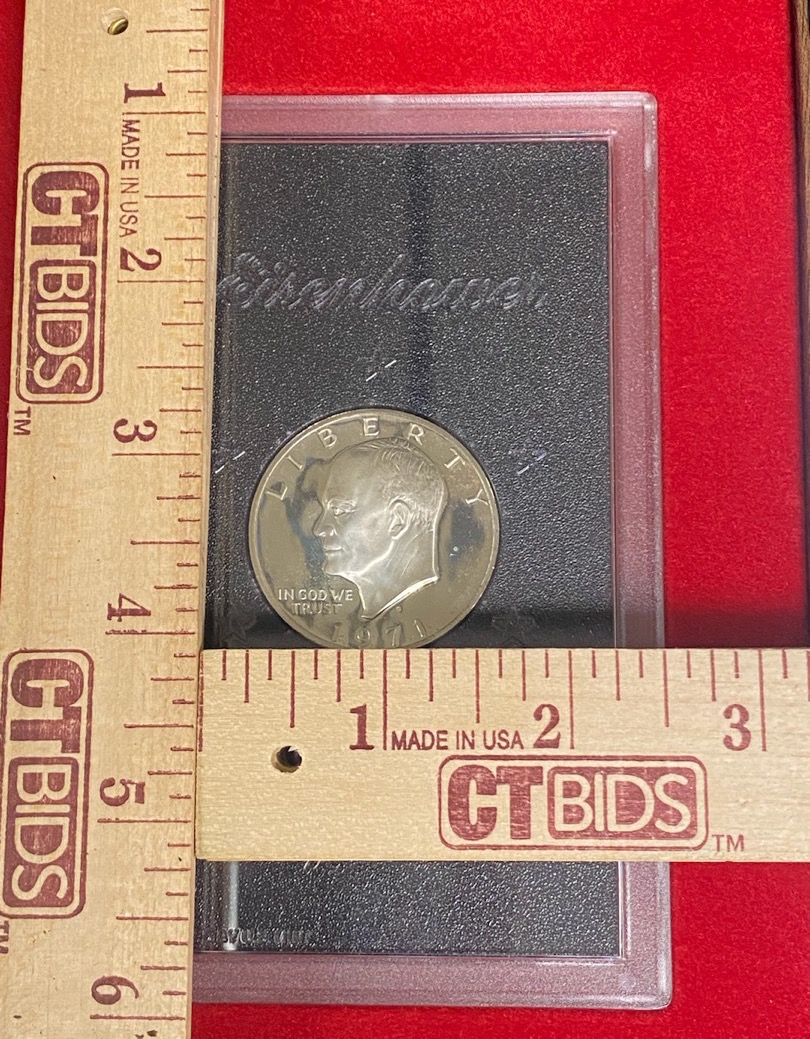 1
MADE IN USA
2
CTBIDS
TM
3
4
CTBIDS
TM
5
6
Eisenhower
LIBERTY
IN GOD WE
TRUST
1971
1
MADE IN USA
2
3
CTBIDS
TM